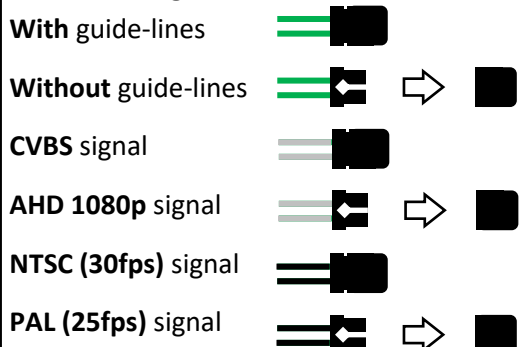 With guide-lines
Without guide-lines
CVBS signal
AHD 1080p signal
NTSC (30fps) signal
PAL (25fps) signal